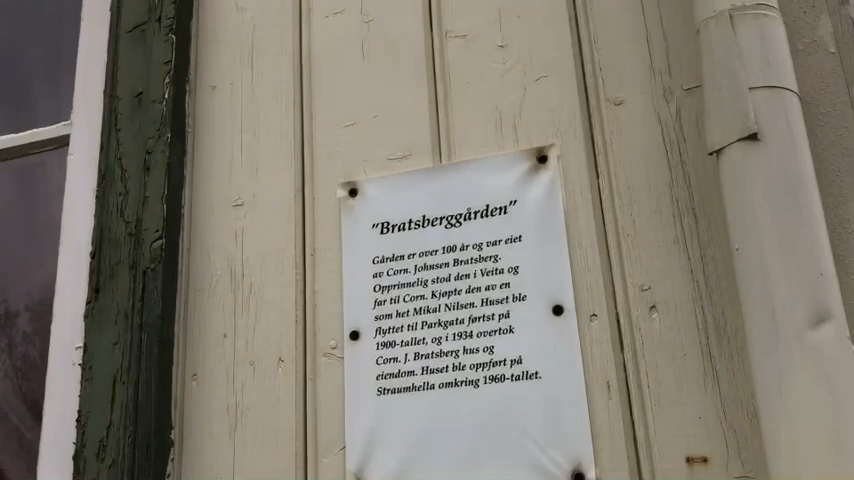 "Bratsberggården"
Gården er over 100 år og var eiet
av Corn. Johnsen Bratsberg.
Opprinnelig stod den i Veita og
far til Corn. Kjøpte den av en
som het Mikal Nilsen. Huset ble
flyttet til Parkgata førtst på
1900-tallet, og i 1934 overtok
Corn. J. Bratsberg hus og
eiendom. Huset ble oppført på
Straumhella omkring 1960-tallet.